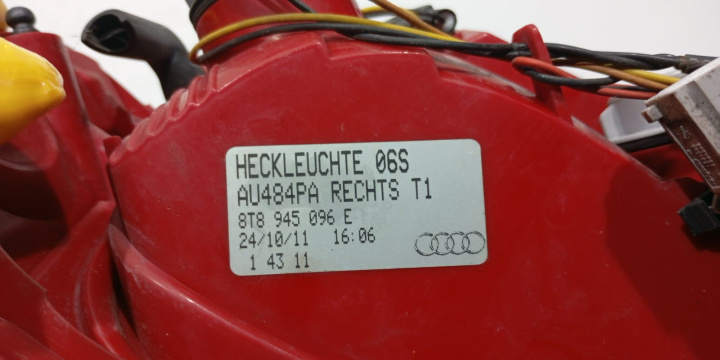 HECKLEUCHTE 06S
AU484PA RECHTS T1
8T8 945 096 E
24/10/11 16:06
1 43 11